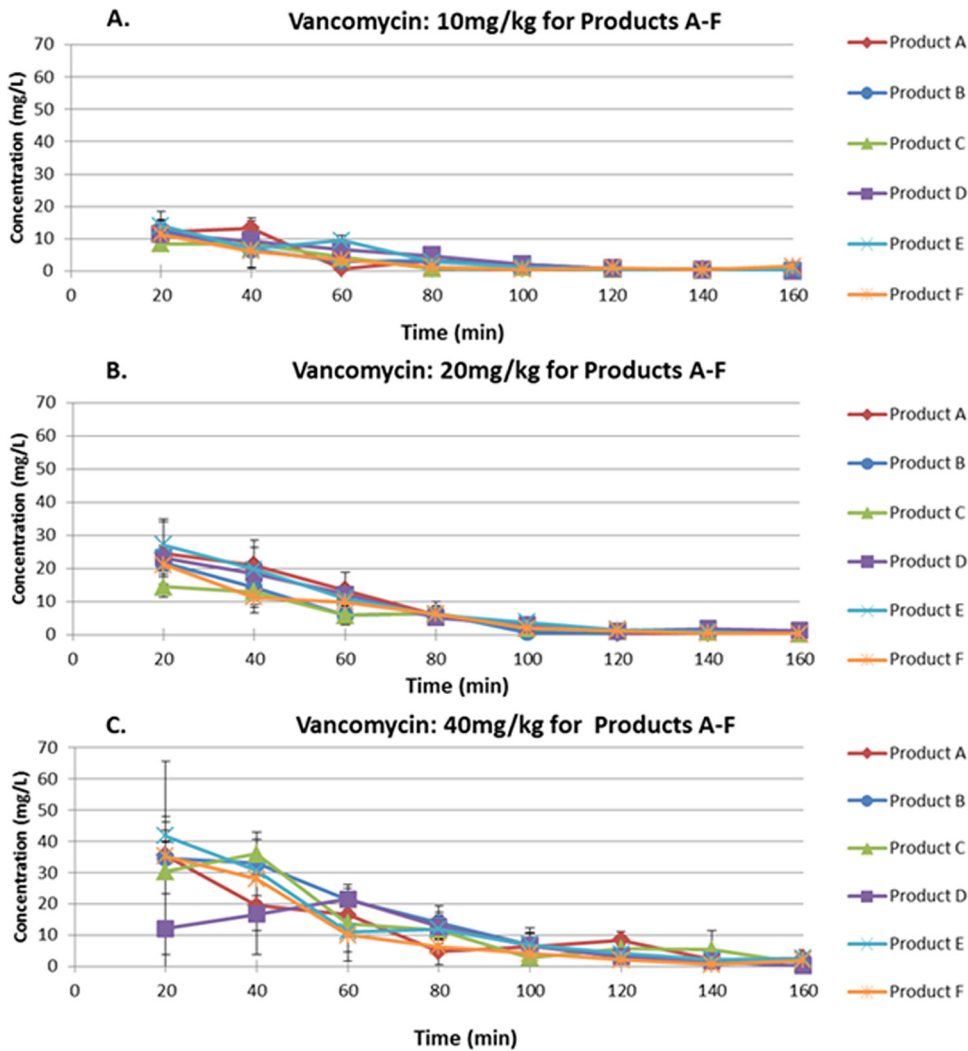 A.
Vancomycin: 10mg/kg for Products A-F
Concentration (mg/L)
70
60
50
40
30
20
10
0
0 20 40 60 80 100 120 140 160
Time (min)
Product A
Product B
Product C
Product D
Product E
Product F
B.
Vancomycin: 20mg/kg for Products A-F
Concentration (mg/L)
70
60
50
40
30
20
10
0
0 20 40 60 80 100 120 140 160
Time (min)
Product A
Product B
Product C
Product D
Product E
Product F
C.
Vancomycin: 40mg/kg for Products A-F
Concentration (mg/L)
70
60
50
40
30
20
10
0
0 20 40 60 80 100 120 140 160
Time (min)
Product A
Product B
Product C
Product D
Product E
Product F